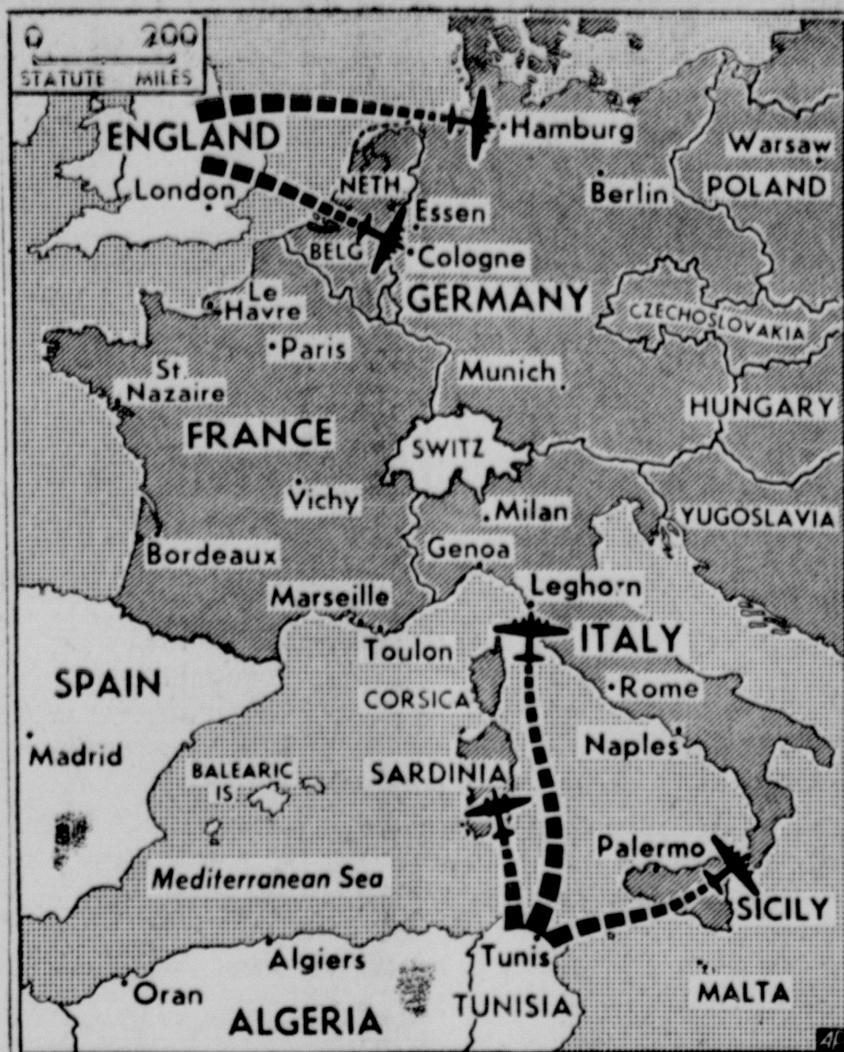 0 200
STATUTE MILES
ENGLAND
Hamburg
Warsaw
London
NETH
Berlin
POLAND
Essen
BELG
Cologne
Le
Havre
GERMANY
CZECHOSLOVAKIA
Paris
St.
Nazaire
Munich
HUNGARY
FRANCE
SWITZ
Vichy
Milan
YUGOSLAVIA
Bordeaux
Genoa
Marseille
Leghorn
Toulon
ITALY
SPAIN
CORSICA
Rome
Madrid
Naples
BALEARIC
IS.
SARDINIA
Palermo
Mediterranean Sea
SICILY
Algiers
Tunis
Oran
TUNISIA
MALTA
ALGERIA
AP